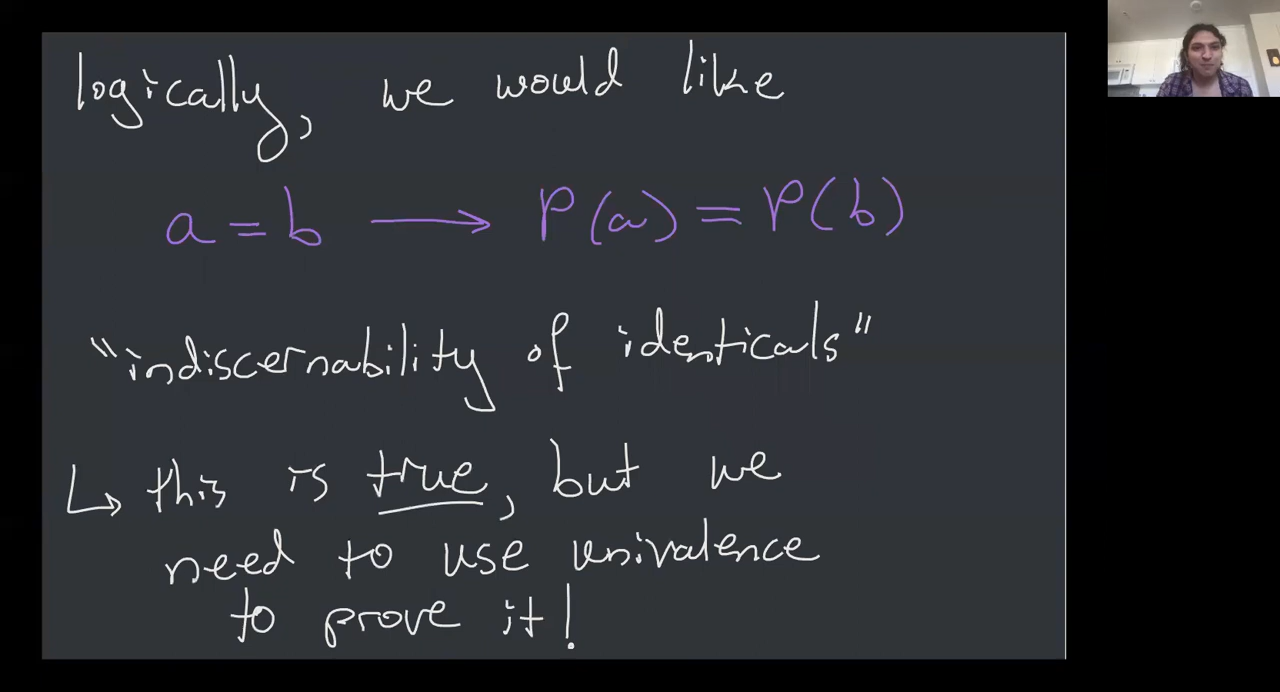 logically, we would like
a = b → P(a) = P(b)
"indiscernability of identicals"
↳ this is true, but we
need to use univalence
to prove it!